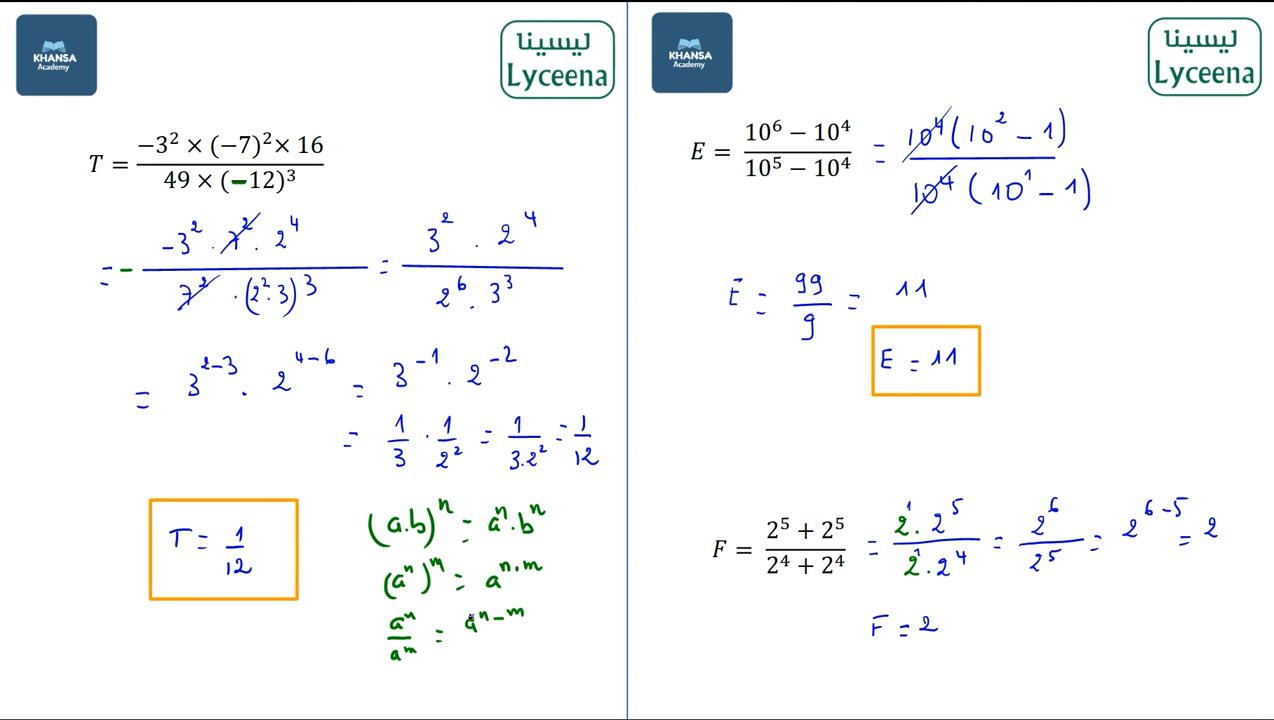 KHANSA
Academy
ليسينا
Lyceena
T = (-3² × (-7)² × 16) / (49 × (-12)³)
= - (-3² · 7² · 2⁴) / (7² · (2² · 3)³) = (3² · 2⁴) / (2⁶ · 3³)
= 3²⁻³ · 2⁴⁻⁶ = 3⁻¹ · 2⁻²
= 1/3 · 1/2² = 1/(3.2²) = 1/12
T = 1/12
(a.b)ⁿ = aⁿ.bⁿ
(aⁿ)ᵐ = aⁿ·ᵐ
aⁿ/aᵐ = aⁿ⁻ᵐ
KHANSA
Academy
ليسينا
Lyceena
E = (10⁶ − 10⁴) / (10⁵ − 10⁴) = 10⁴(10² − 1) / 10⁴(10¹ − 1)
E = 99/9 = 11
E = 11
F = (2⁵ + 2⁵) / (2⁴ + 2⁴) = (2¹ · 2⁵) / (2¹ · 2⁴) = 2⁶/2⁵ = 2⁶⁻⁵ = 2
F = 2